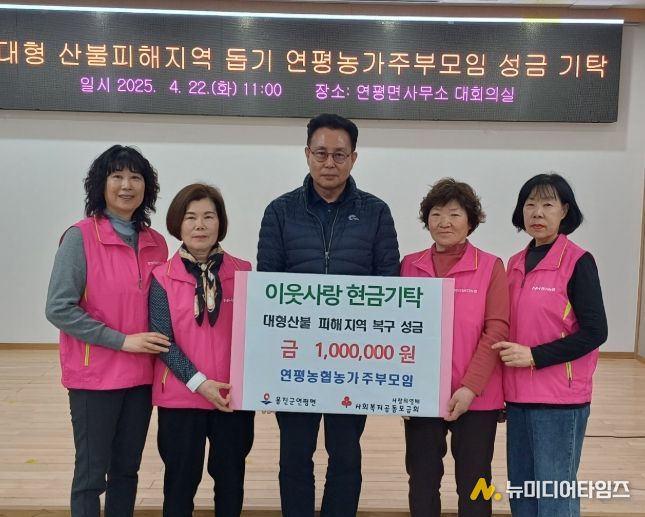 대형 산불피해지역 돕기 연평농가주부모임 성금 기탁
일시 2025. 4. 22.(화) 11:00 장소: 연평면사무소 대회의실
이웃사랑 현금기탁
대형산불 피해지역 복구 성금
금 1,000,000 원
연평농협농가주부모임
옹진군연평면
사랑의열매
사회복지공동모금회
뉴미디어타임즈